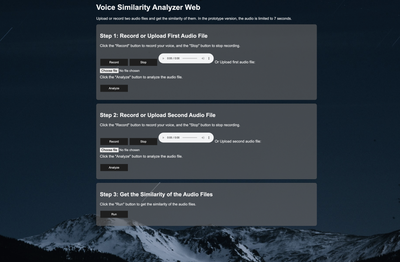 Voice Similarity Analyzer Web
Upload or record two audio files and get the similarity of them. In the prototype version, the audio is limited to 7 seconds.
Step 1: Record or Upload First Audio File
Click the "Record" button to record your voice, and the "Stop" button to stop recording.
Record Stop 0:00 / 0:00 Or Upload first audio file
Choose File No file chosen
Click the "Analyze" button to analyze the audio file.
Analyze
Step 2: Record or Upload Second Audio File
Click the "Record" button to record your voice, and the "Stop" button to stop recording.
Record Stop 0:00 / 0:00 Or Upload second audio file
Choose File No file chosen
Click the "Analyze" button to analyze the audio file.
Analyze
Step 3: Get the Similarity of the Audio Files
Click the "Run" button to get the similarity of the audio files.
Run